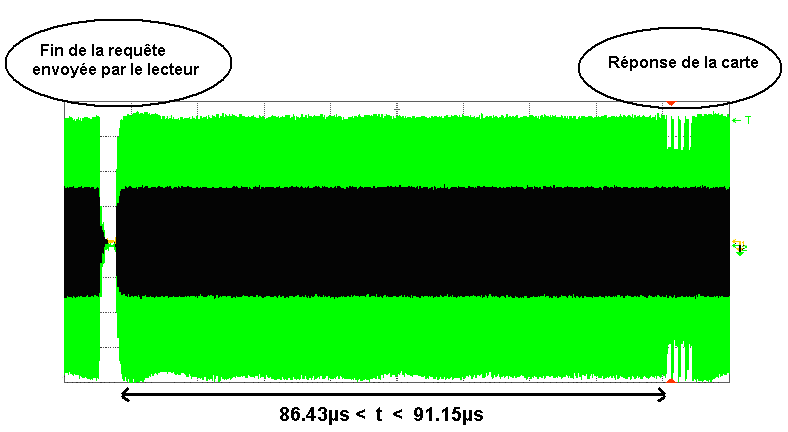 Fin de la requête
envoyée par le lecteur
Réponse de la carte
← T
86.43µs < t < 91.15µs